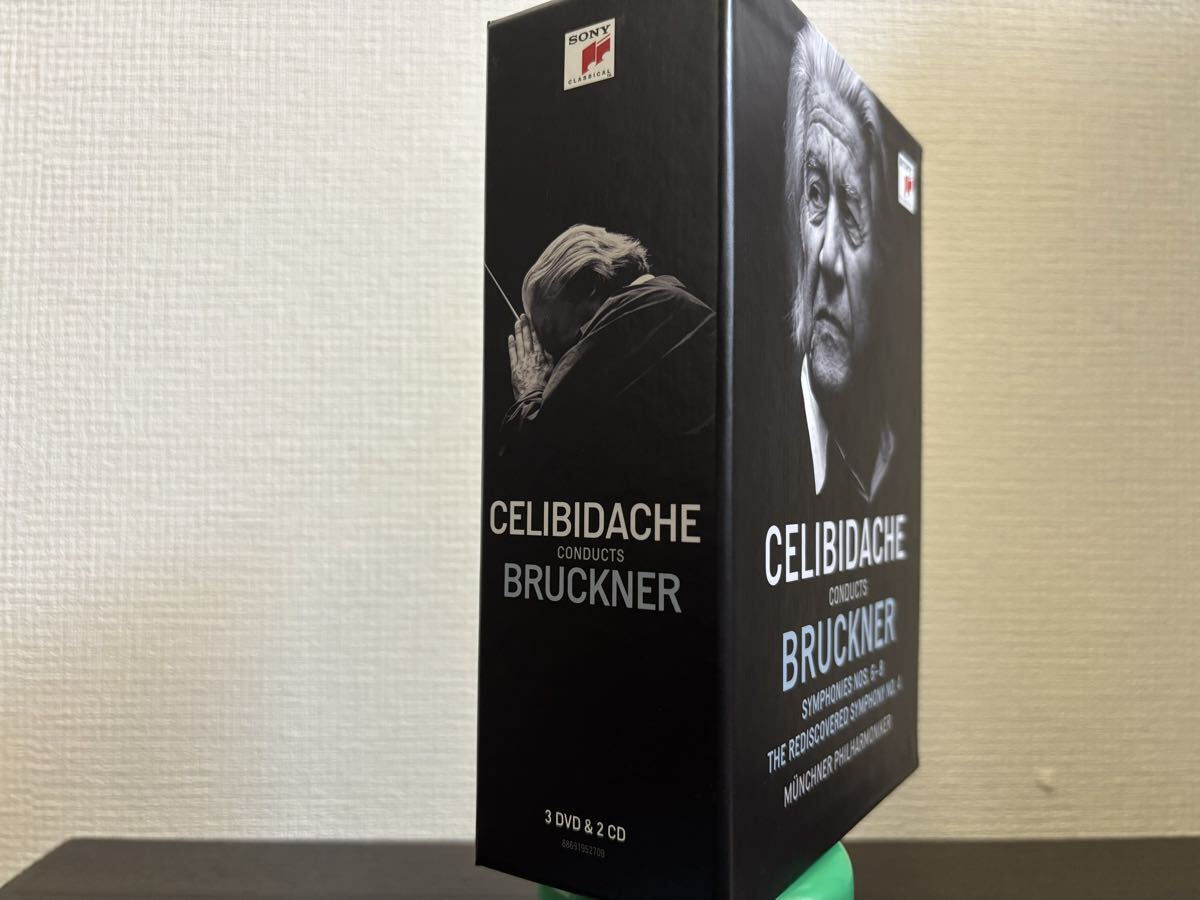 SONY
CLASSICAL
CELIBIDACHE
CONDUCTS
BRUCKNER
3 DVD & 2 CD
88691952709
SONY
CELIBIDACHE
CONDUCTS
BRUCKNER
SYMPHONIES NOS. 6–8
THE REDISCOVERED SYMPHONY NO. 4
MÜNCHNER PHILHARMONIKER